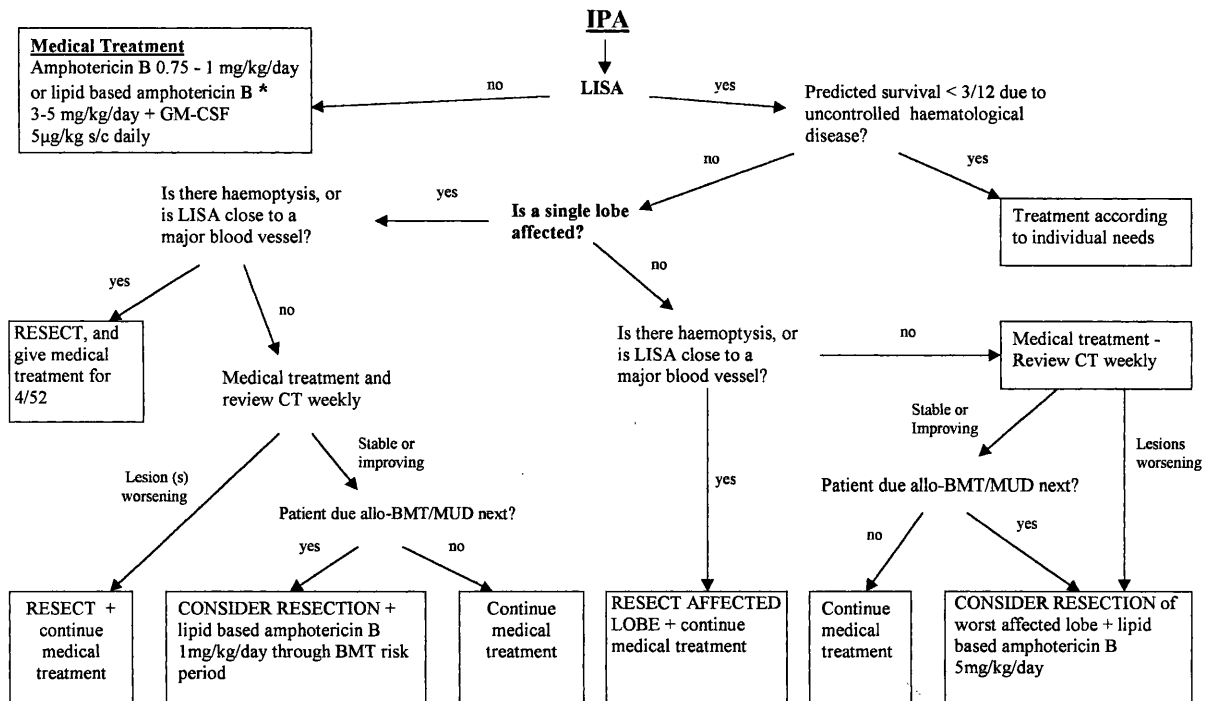 IPA
Medical Treatment
Amphotericin B 0.75 - 1 mg/kg/day
or lipid based amphotericin B *
3-5 mg/kg/day + GM-CSF
5µg/kg s/c daily
no
LISA
yes
Predicted survival < 3/12 due to
uncontrolled haematological
disease?
no
yes
Treatment according
to individual needs
Is a single lobe
affected?
yes
no
Is there haemoptysis, or
is LISA close to a
major blood vessel?
yes
no
RESECT, and
give medical
treatment for
4/52
Medical treatment and
review CT weekly
Lesion (s)
worsening
Stable or
improving
Patient due allo-BMT/MUD next?
yes
no
RESECT +
continue
medical
treatment
CONSIDER RESECTION +
lipid based amphotericin B
1mg/kg/day through BMT risk
period
Continue
medical
treatment
Is there haemoptysis, or
is LISA close to a
major blood vessel?
no
yes
Medical treatment -
Review CT weekly
Stable or
Improving
Lesions
worsening
Patient due allo-BMT/MUD next?
no
yes
RESECT AFFECTED
LOBE + continue
medical treatment
Continue
medical
treatment
CONSIDER RESECTION of
worst affected lobe + lipid
based amphotericin B
5mg/kg/day